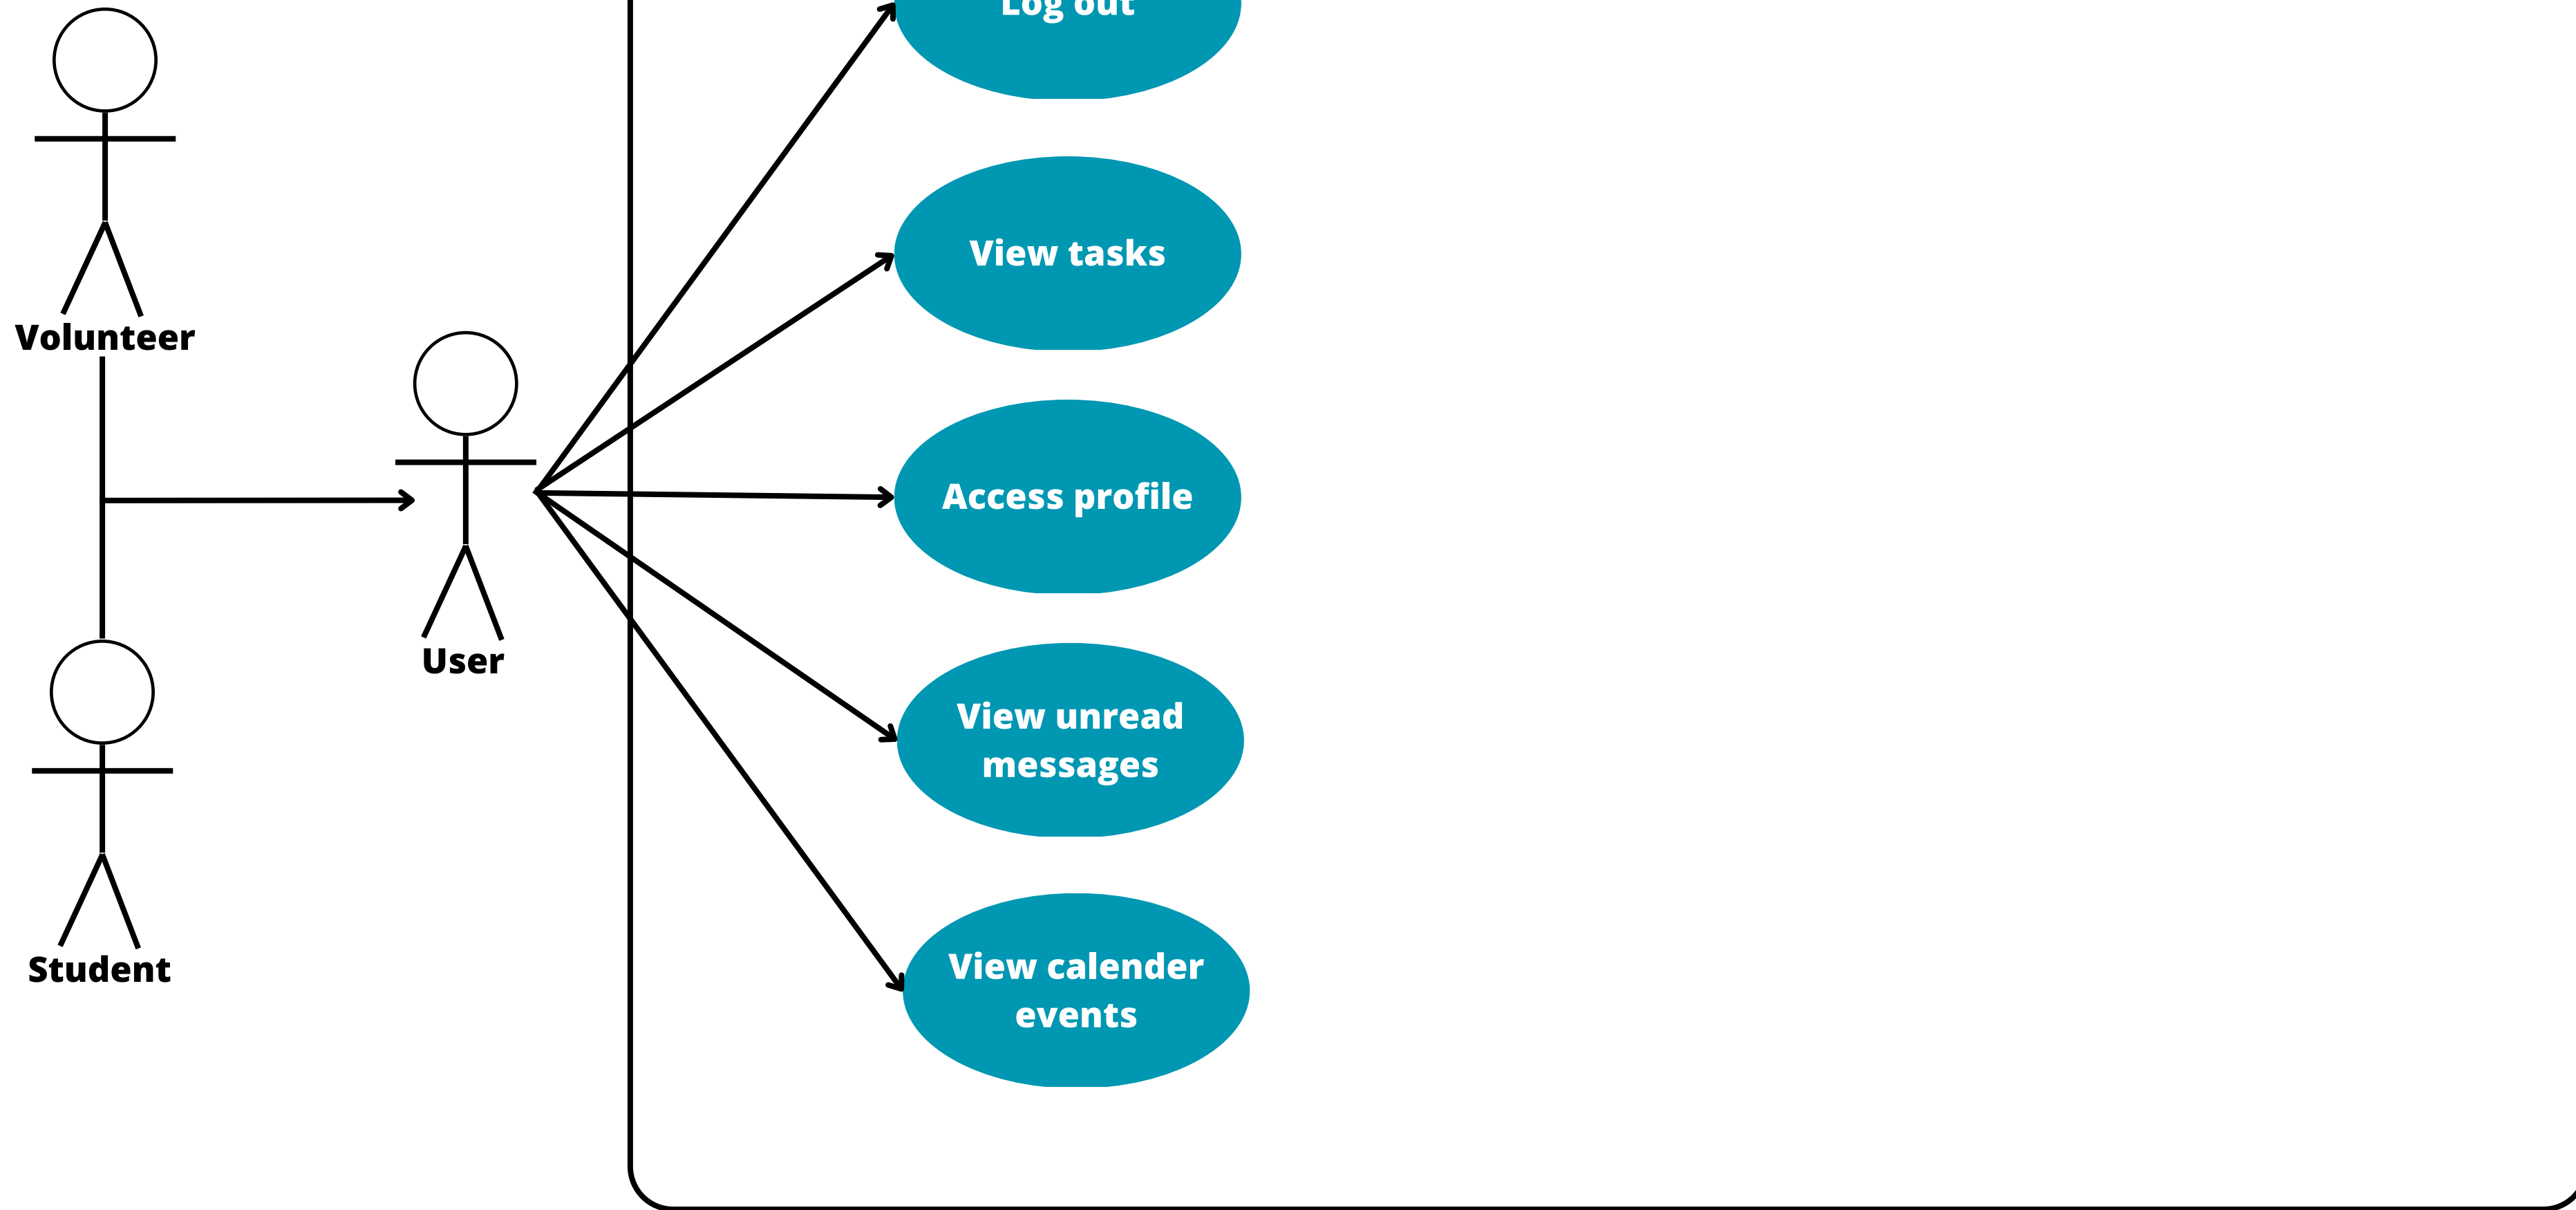 Log out
View tasks
Volunteer
Access profile
User
View unread
messages
Student
View calender
events